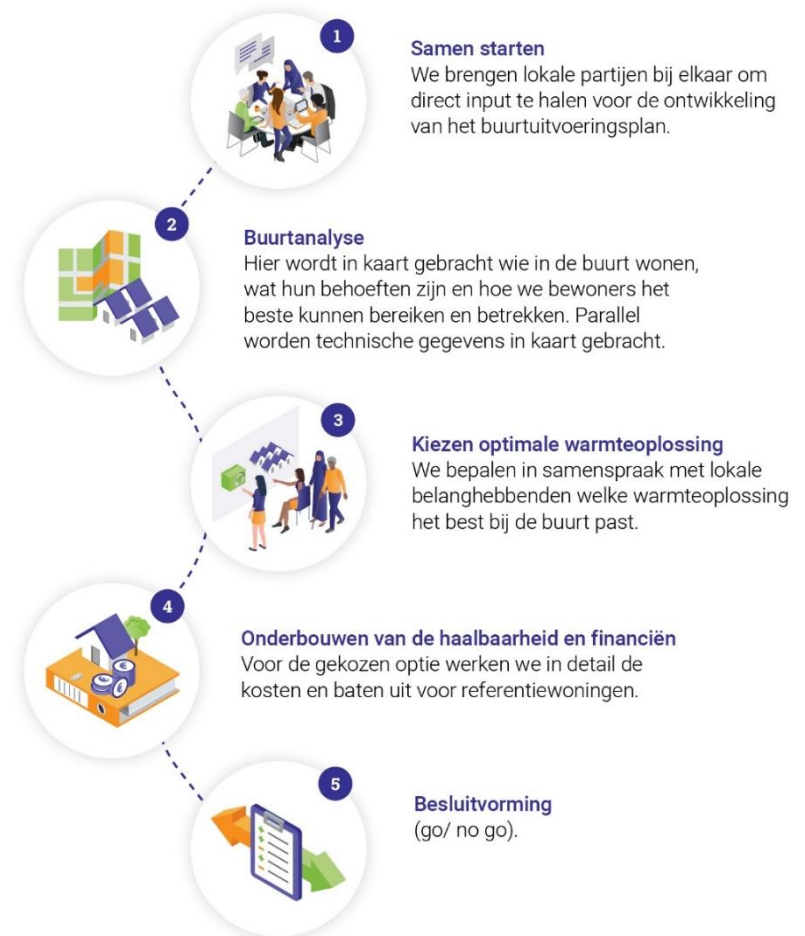 1
Samen starten
We brengen lokale partijen bij elkaar om
direct input te halen voor de ontwikkeling
van het buurtuitvoeringsplan.
2
Buurtanalyse
Hier wordt in kaart gebracht wie in de buurt wonen,
wat hun behoeften zijn en hoe we bewoners het
beste kunnen bereiken en betrekken. Parallel
worden technische gegevens in kaart gebracht.
3
Kiezen optimale warmteoplossing
We bepalen in samenspraak met lokale
belanghebbenden welke warmteoplossing
het best bij de buurt past.
4
Onderbouwen van de haalbaarheid en financiën
Voor de gekozen optie werken we in detail de
kosten en baten uit voor referentiewoningen.
5
Besluitvorming
(go/ no go).